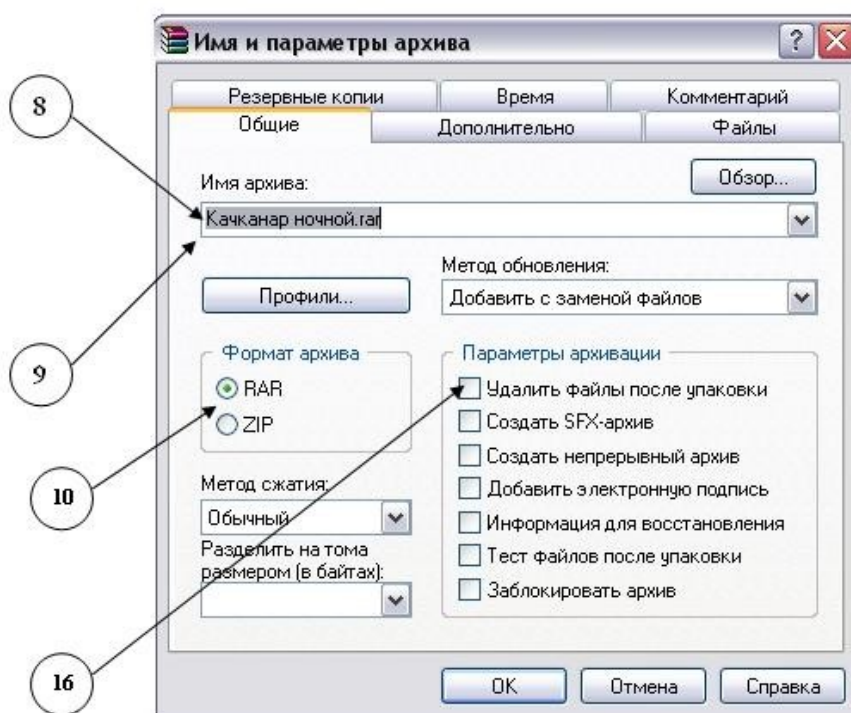 Имя и параметры архива
Резервные копии Время Комментарий
Общие Дополнительно Файлы
8
Имя архива: Обзор...
Качканар ночной.rar
Метод обновления:
Профили... Добавить с заменой файлов
9
Формат архива Параметры архивации
RAR Удалить файлы после упаковки
ZIP Создать SFX-архив
Создать непрерывный архив
10
Метод сжатия: Добавить электронную подпись
Обычный Информация для восстановления
Разделить на тома Тест файлов после упаковки
размером (в байтах):
Заблокировать архив
16
OK Отмена Справка